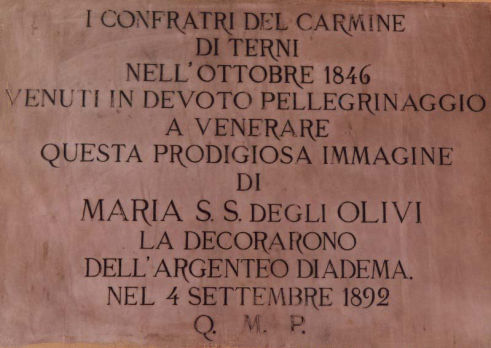 I CONFRATRI DEL CARMINE
DI TERNI
NELL'OTTOBRE 1846
VENUTI IN DEVOTO PELLEGRINAGGIO
A VENERARE
QUESTA PRODIGIOSA IMMAGINE
DI
MARIA S. S. DEGLI OLIVI
LA DECORARONO
DELL'ARGENTEO DIADEMA.
NEL 4 SETTEMBRE 1892
Q. M. P.